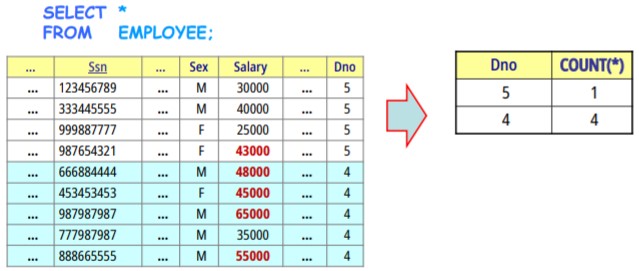 SELECT *
FROM EMPLOYEE;
... Ssn ... Sex Salary ... Dno
... 123456789 ... M 30000 ... 5
... 333445555 ... M 40000 ... 5
... 999887777 ... F 25000 ... 5
... 987654321 ... F 43000 ... 5
... 666884444 ... M 48000 ... 4
... 453453453 ... F 45000 ... 4
... 987987987 ... M 65000 ... 4
... 777987987 ... M 35000 ... 4
... 888665555 ... M 55000 ... 4
Dno COUNT(*)
5 1
4 4